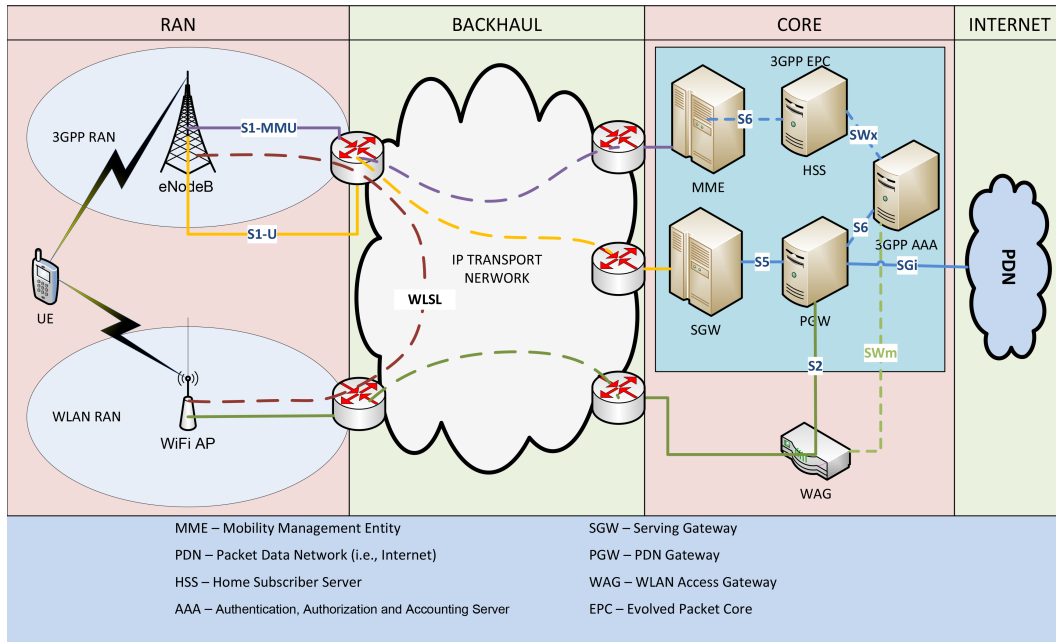 RAN
BACKHAUL
CORE
INTERNET
3GPP EPC
3GPP RAN
S1-MMU
S6
SWx
eNodeB
MME
HSS
S1-U
S6
3GPP AAA
IP TRANSPORT
NERWORK
S5
SGi
PDN
WLSL
UE
SGW
PGW
SWm
S2
WLAN RAN
WiFi AP
WAG
MME – Mobility Management Entity
PDN – Packet Data Network (i.e., Internet)
HSS – Home Subscriber Server
AAA – Authentication, Authorization and Accounting Server
SGW – Serving Gateway
PGW – PDN Gateway
WAG – WLAN Access Gateway
EPC – Evolved Packet Core